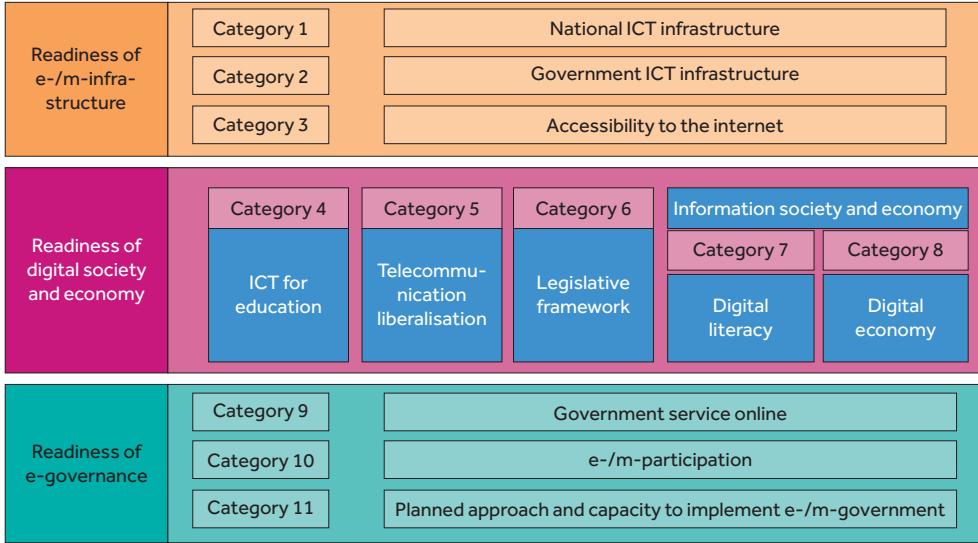 Readiness of
e-/m-infra-
structure
Category 1
National ICT infrastructure
Category 2
Government ICT infrastructure
Category 3
Accessibility to the internet
Readiness of
digital society
and economy
Category 4
ICT for
education
Category 5
Telecommu-
nication
liberalisation
Category 6
Legislative
framework
Information society and economy
Category 7
Digital
literacy
Category 8
Digital
economy
Readiness of
e-governance
Category 9
Government service online
Category 10
e-/m-participation
Category 11
Planned approach and capacity to implement e-/m-government